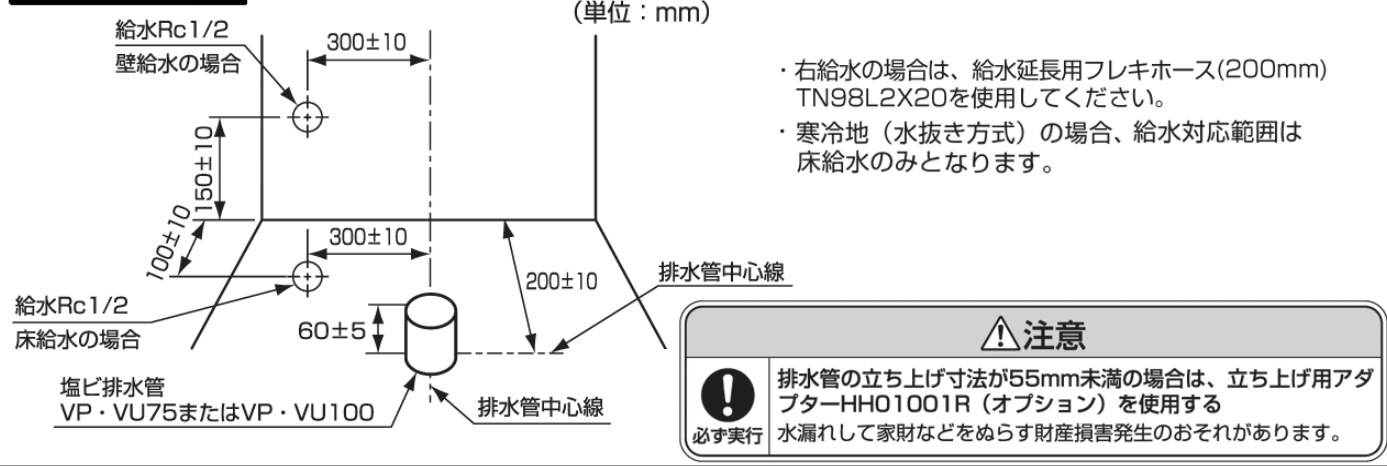 (単位：mm)
給水Rc1/2
壁給水の場合
300±10
150±10
100±10
300±10
200±10
排水管中心線
給水Rc1/2
床給水の場合
60±5
塩ビ排水管
VP・VU75またはVP・VU100
排水管中心線
・右給水の場合は、給水延長用フレキホース(200mm)
TN98L2X20を使用してください。
・寒冷地（水抜き方式）の場合、給水対応範囲は
床給水のみとなります。
注意
必ず実行
排水管の立ち上げ寸法が55mm未満の場合は、立ち上げ用アダ
プターHH01001R（オプション）を使用する
水漏れして家財などをぬらす財産損害発生のおそれがあります。